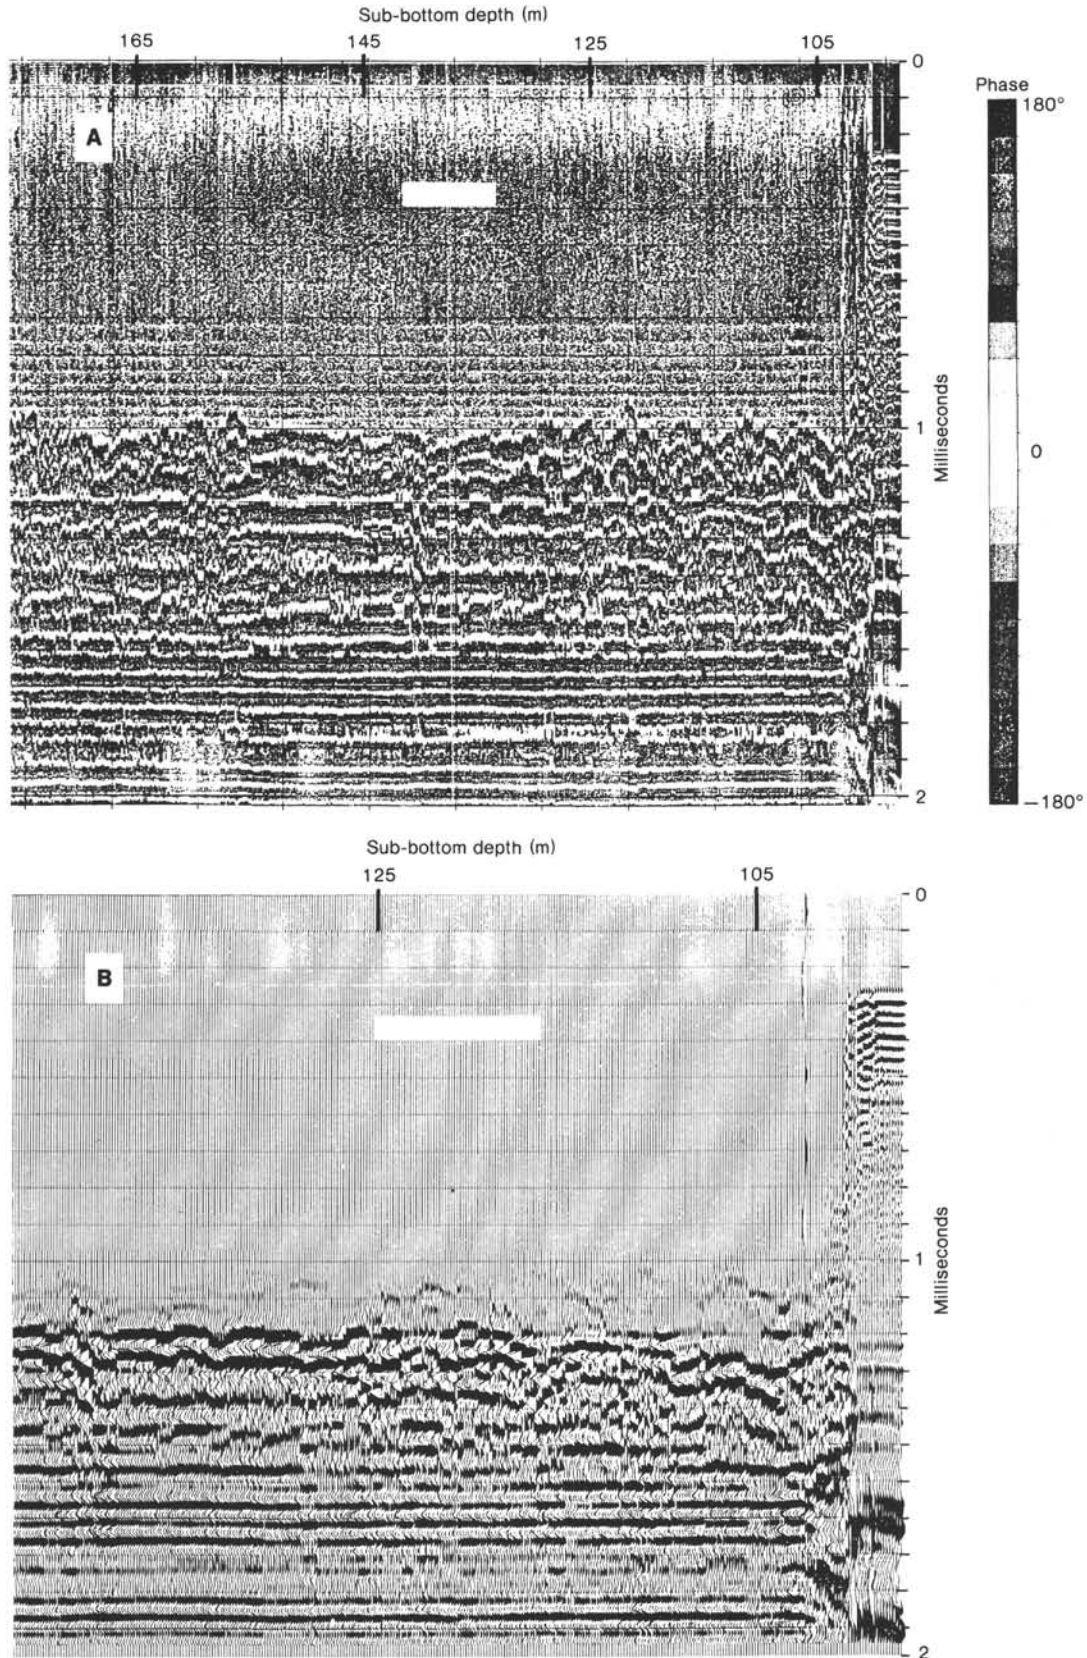 Sub-bottom depth (m)
165 145 125 105
A
0
1
2
Milliseconds
Phase
180°
0
−180°
Sub-bottom depth (m)
125 105
B
0
1
2
Milliseconds